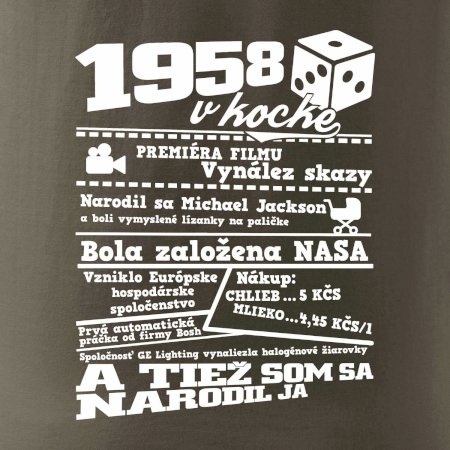 1958
v kocke
PREMIÉRA FILMU
Vynález skazy
Narodil sa Michael Jackson
a boli vymyslené lízanky na paličke
Bola založena NASA
Vzniklo Európske
hospodárske
spoločenstvo
Nákup:
CHLIEB...5 KČS
MLIEKO...4,45 KČS/l
Prvá automatická
práčka od firmy Bosh
Spoločnosť GE Lighting vynaliezla halogénové žiarovky
A TIEŽ SOM SA
NARODIL JA